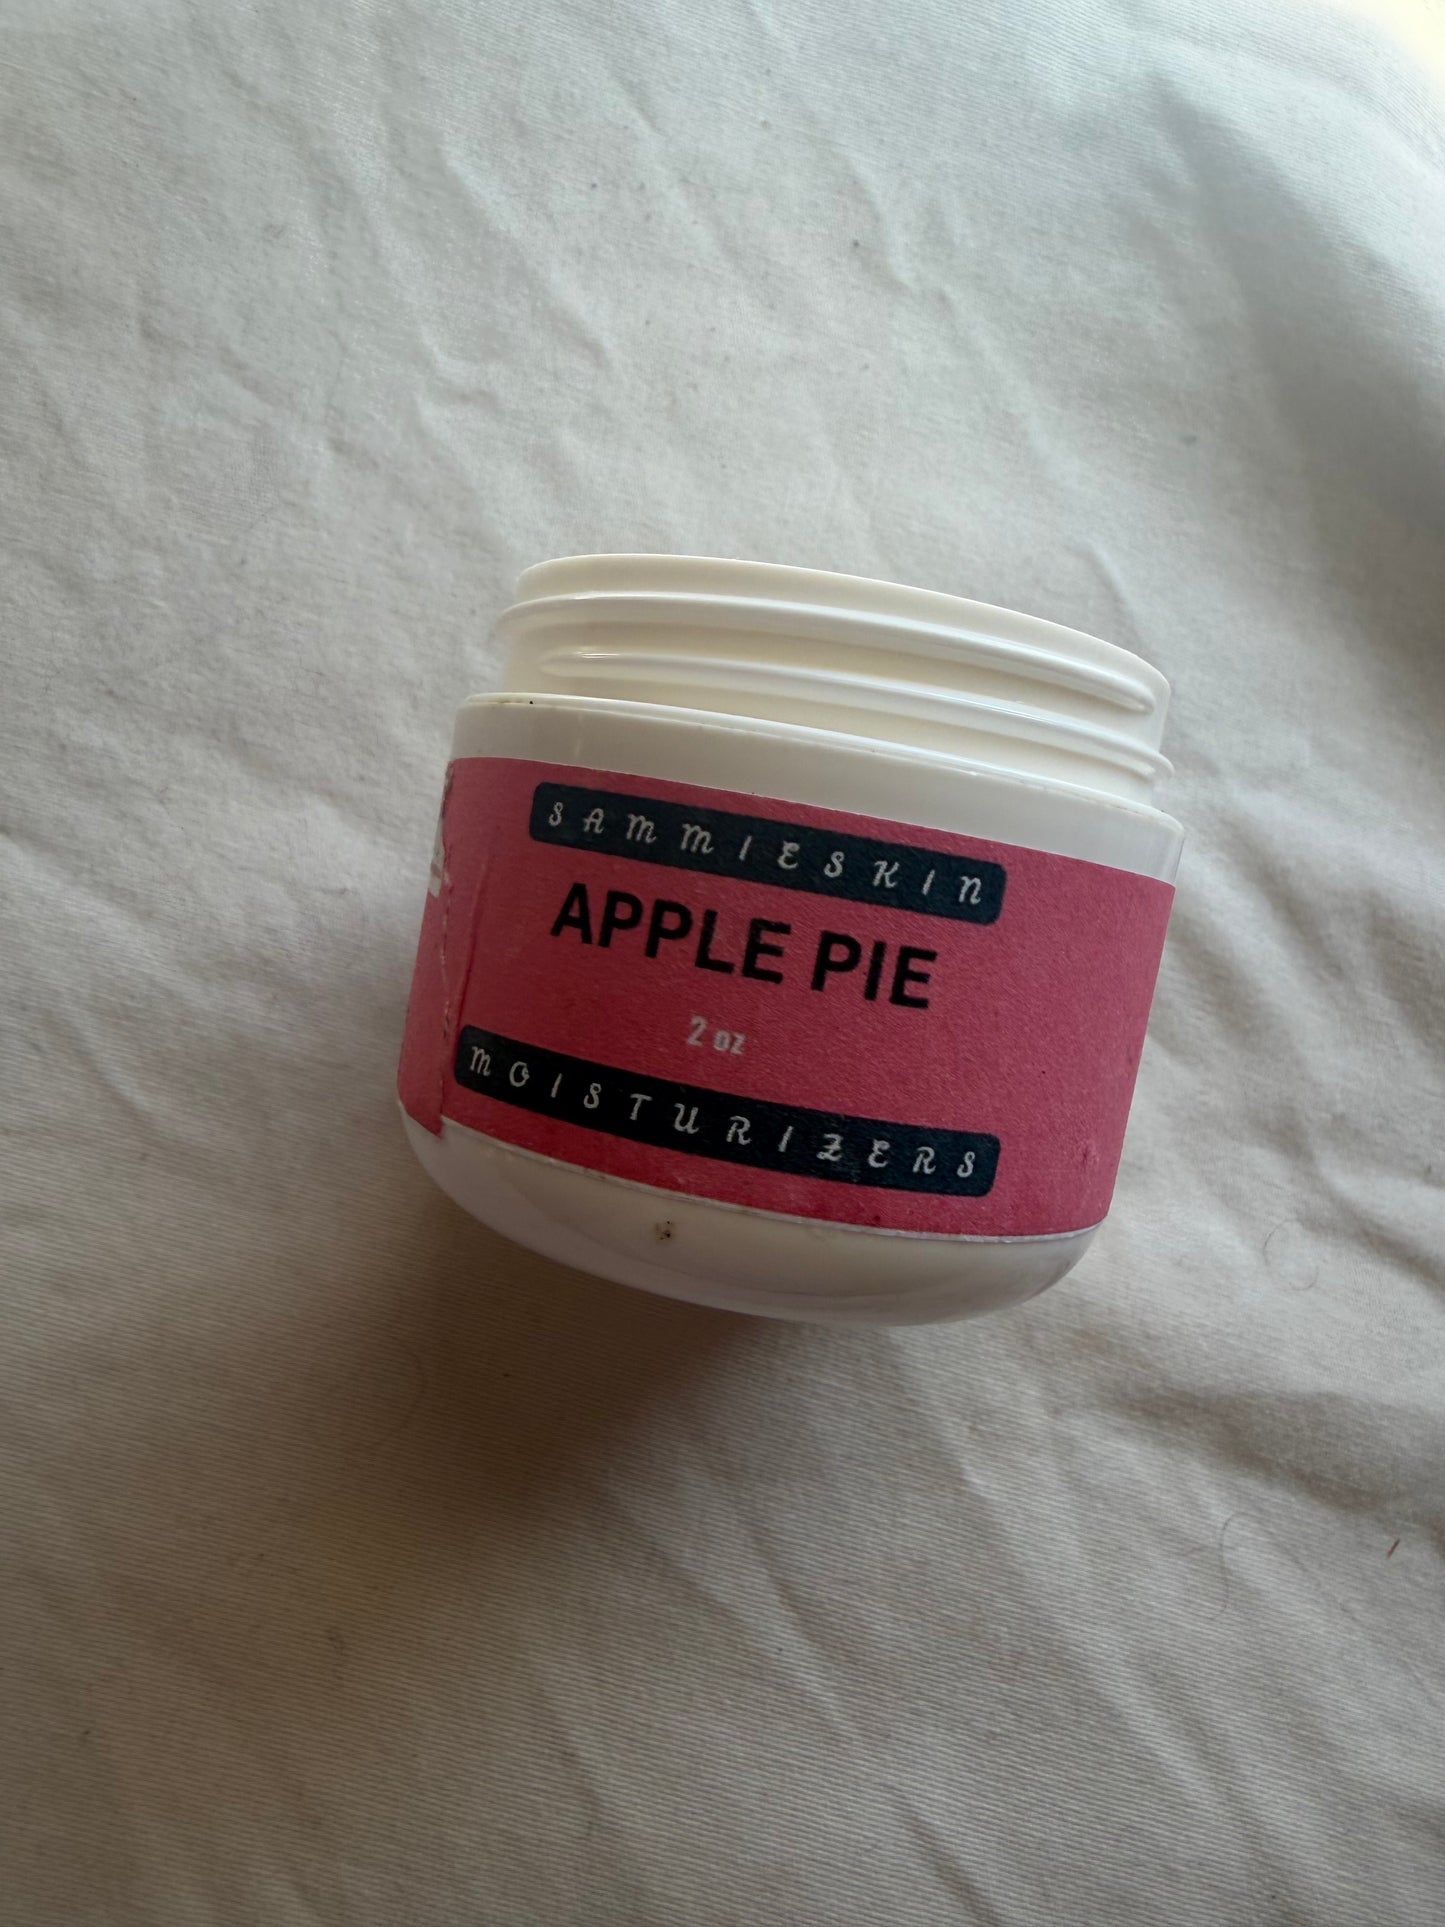 SAMMIESKIN
APPLE PIE
2 oz
MOISTURIZERS